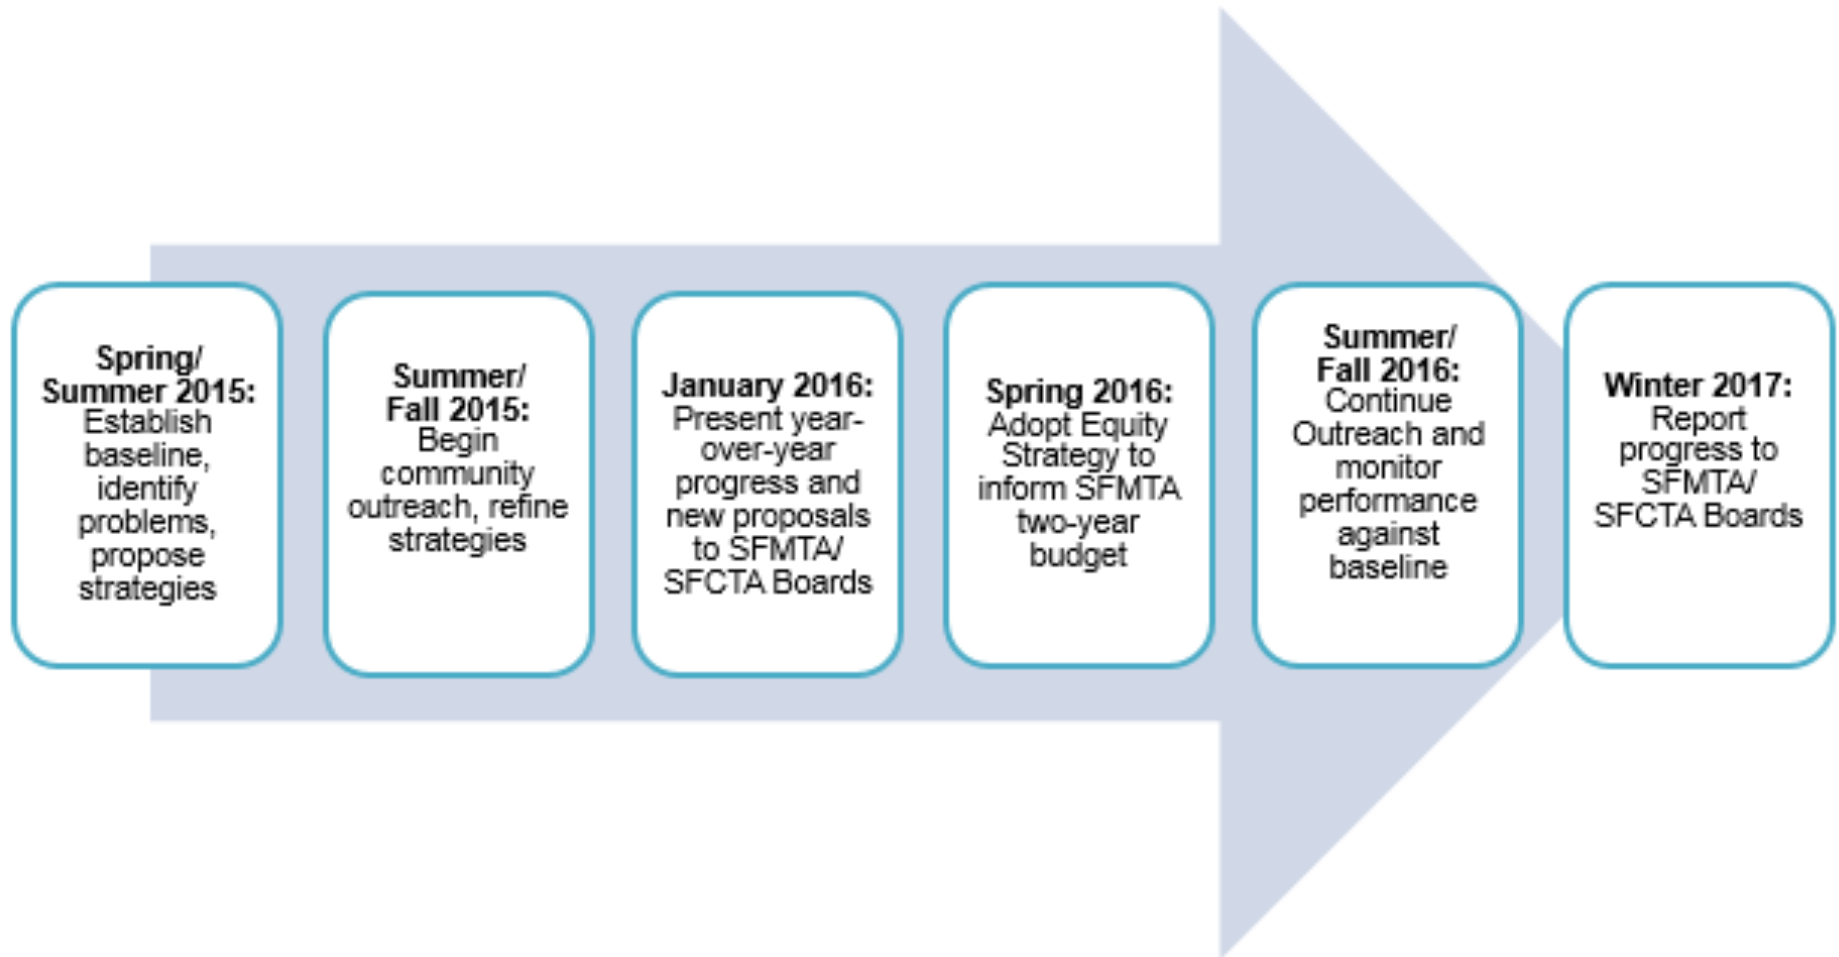 Spring/
Summer 2015:
Establish
baseline,
identify
problems,
propose
strategies
Summer/
Fall 2015:
Begin
community
outreach, refine
strategies
January 2016:
Present year-
over-year
progress and
new proposals
to SFMTA/
SFCTA Boards
Spring 2016:
Adopt Equity
Strategy to
inform SFMTA
two-year
budget
Summer/
Fall 2016:
Continue
Outreach and
monitor
performance
against
baseline
Winter 2017:
Report
progress to
SFMTA/
SFCTA Boards